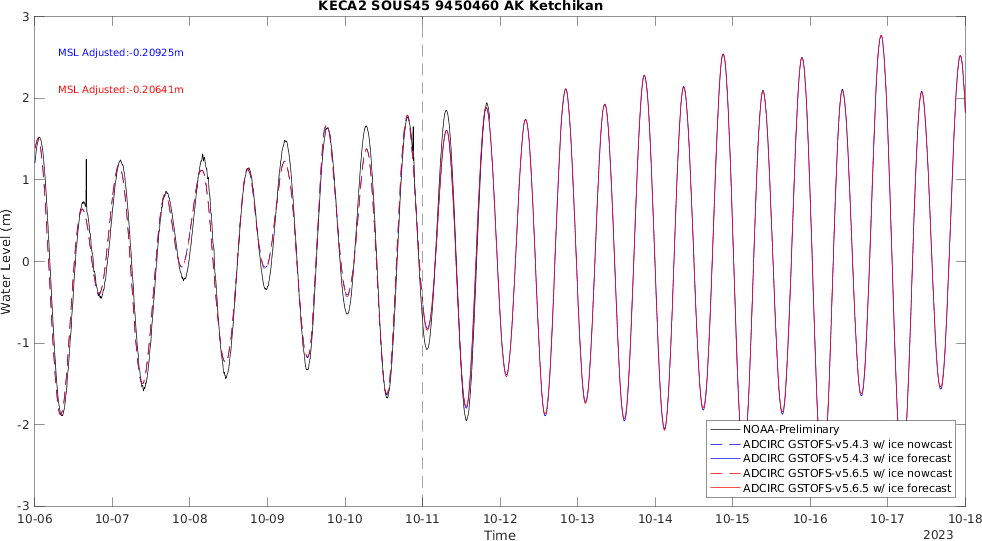 KECA2 SOUS45 9450460 AK Ketchikan
3
2
1
0
-1
-2
-3
Water Level (m)
MSL Adjusted:-0.20925m
MSL Adjusted:-0.20641m
NOAA-Preliminary
ADCIRC GSTOFS-v5.4.3 w/ ice nowcast
ADCIRC GSTOFS-v5.4.3 w/ ice forecast
ADCIRC GSTOFS-v5.6.5 w/ ice nowcast
ADCIRC GSTOFS-v5.6.5 w/ ice forecast
10-06 10-07 10-08 10-09 10-10 10-11 10-12 10-13 10-14 10-15 10-16 10-17 10-18
Time
2023